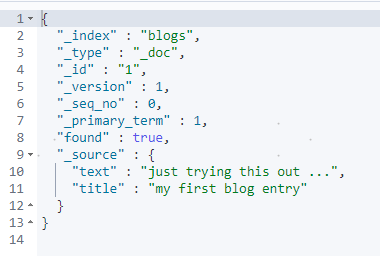 1 {
2 "_index" : "blogs",
3 "_type" : "_doc",
4 "_id" : "1",
5 "_version" : 1,
6 "_seq_no" : 0,
7 "_primary_term" : 1,
8 "found" : true,
9 "_source" : {
10 "text" : "just trying this out ...",
11 "title" : "my first blog entry"
12 }
13 }
14